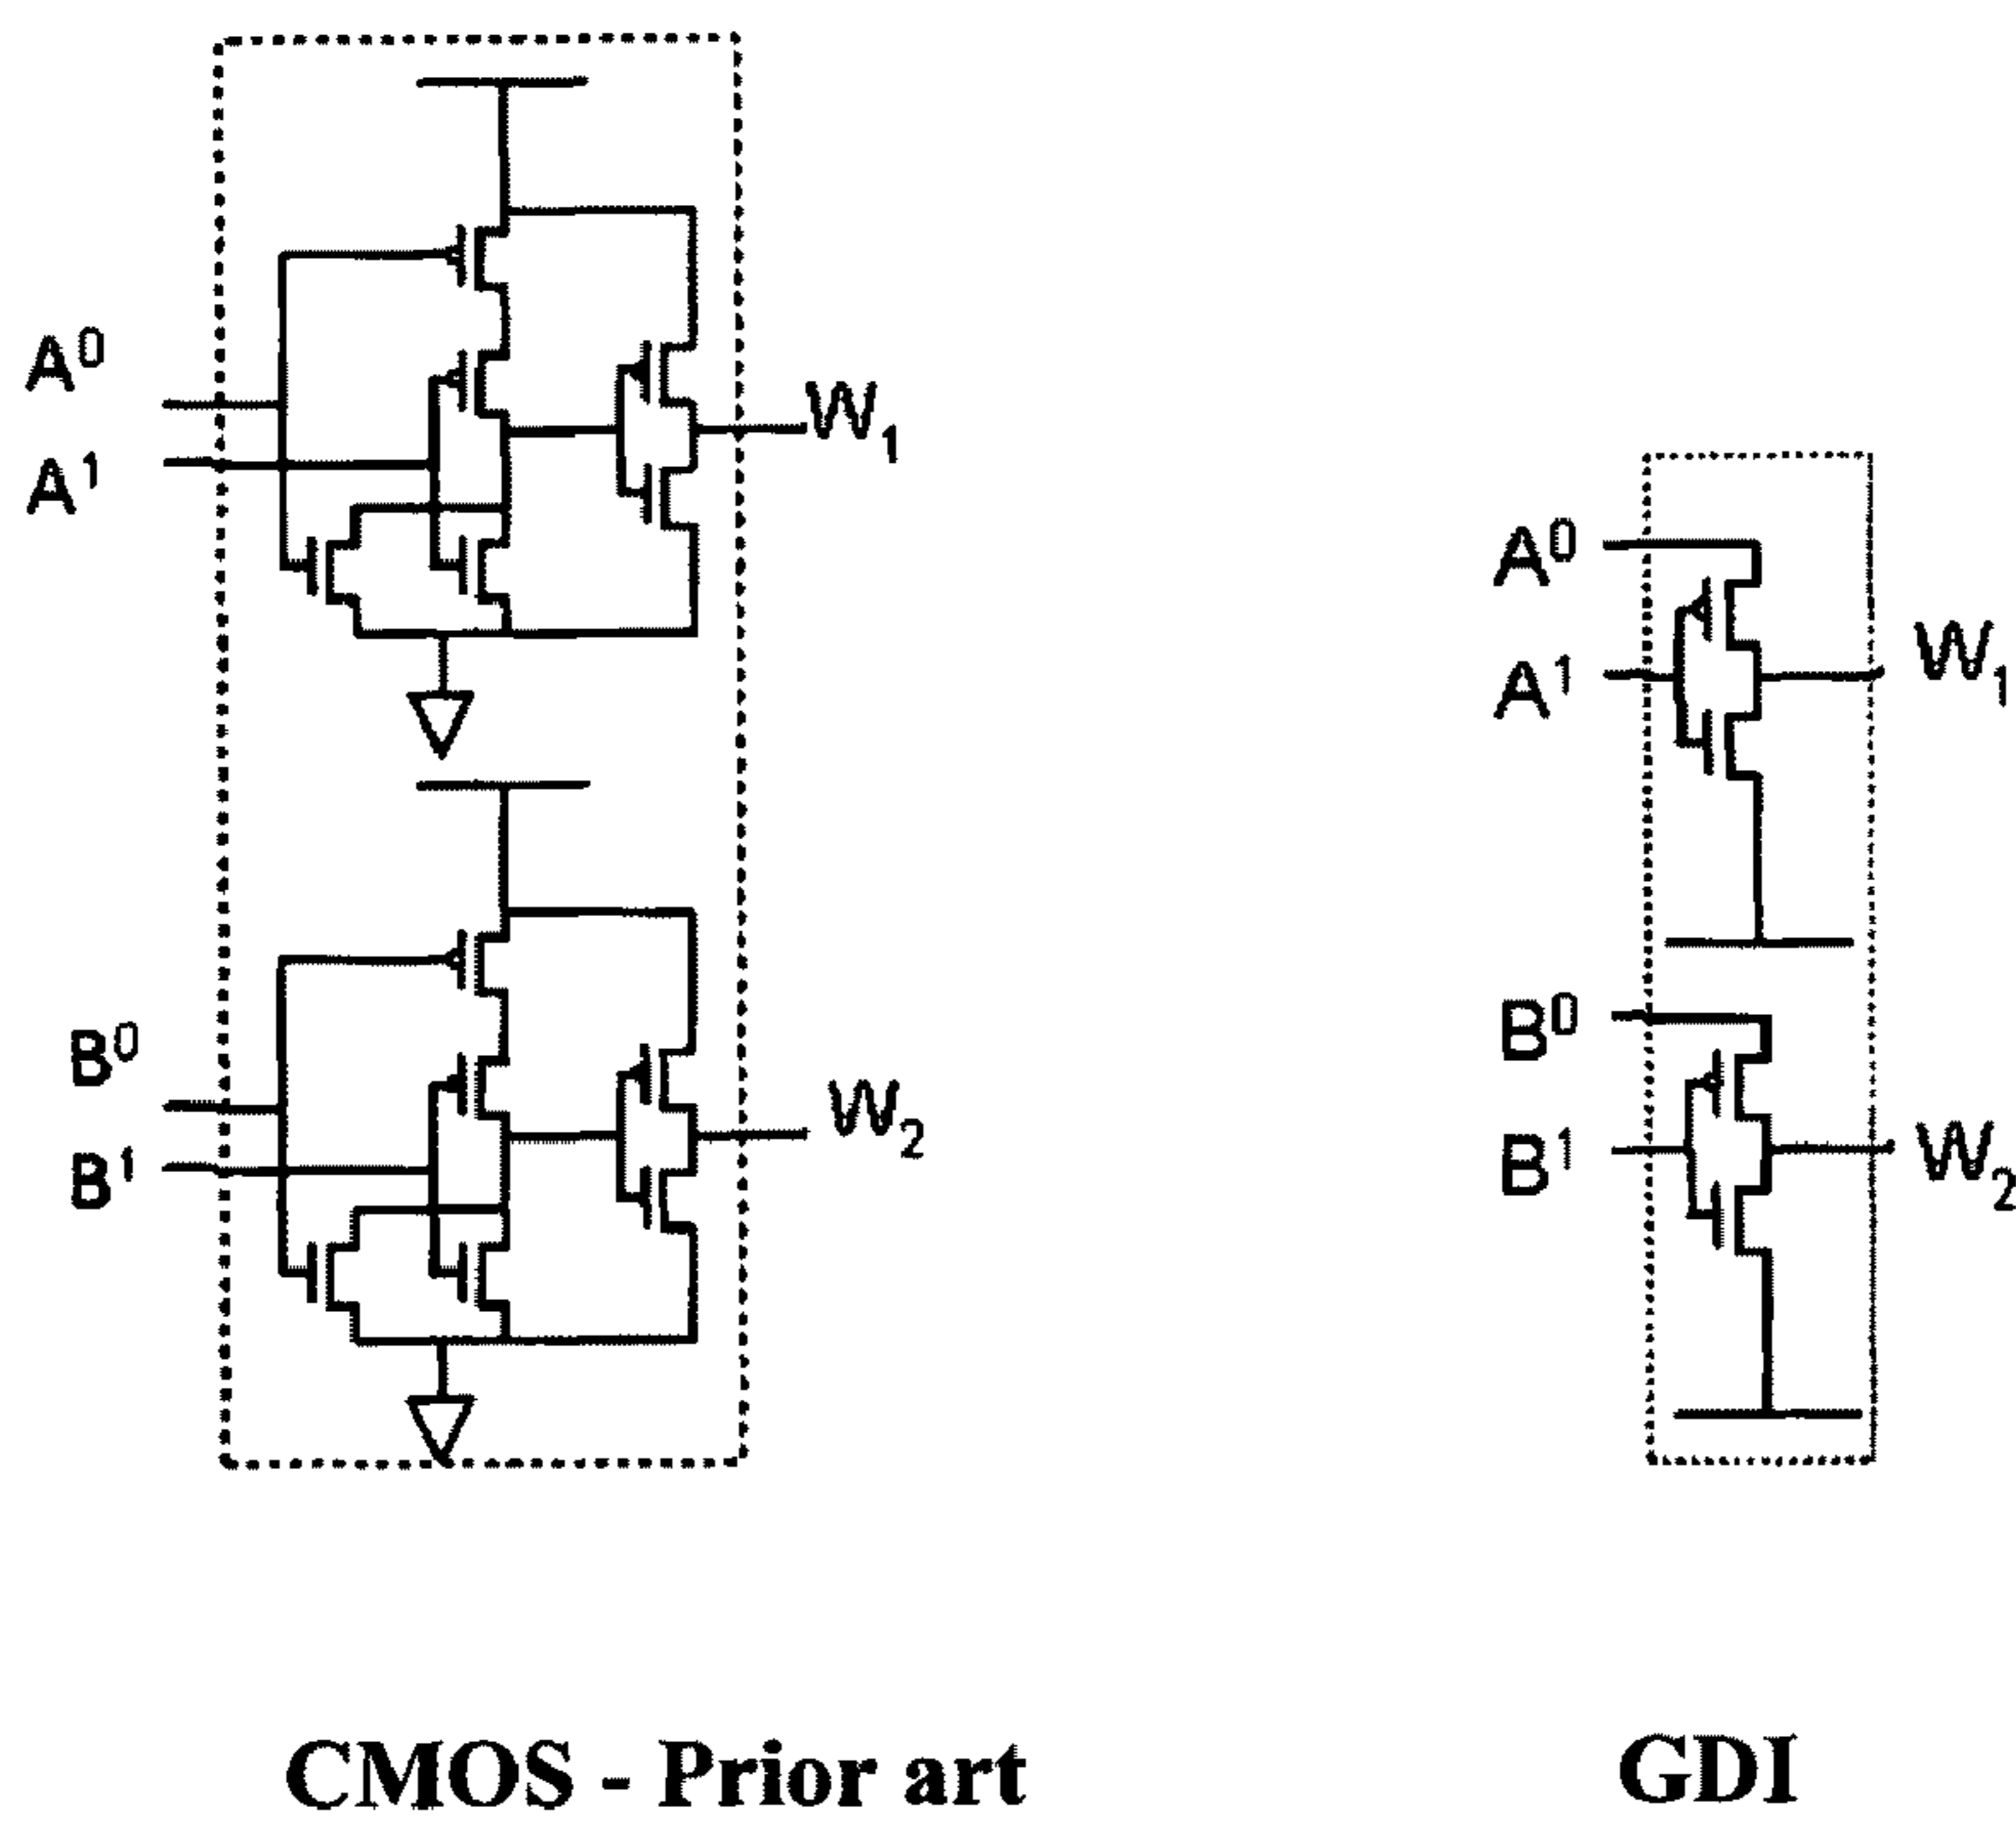 A⁰
A¹
W₁
B⁰
B¹
W₂
A⁰
A¹
W₁
B⁰
B¹
W₂
CMOS - Prior art
GDI